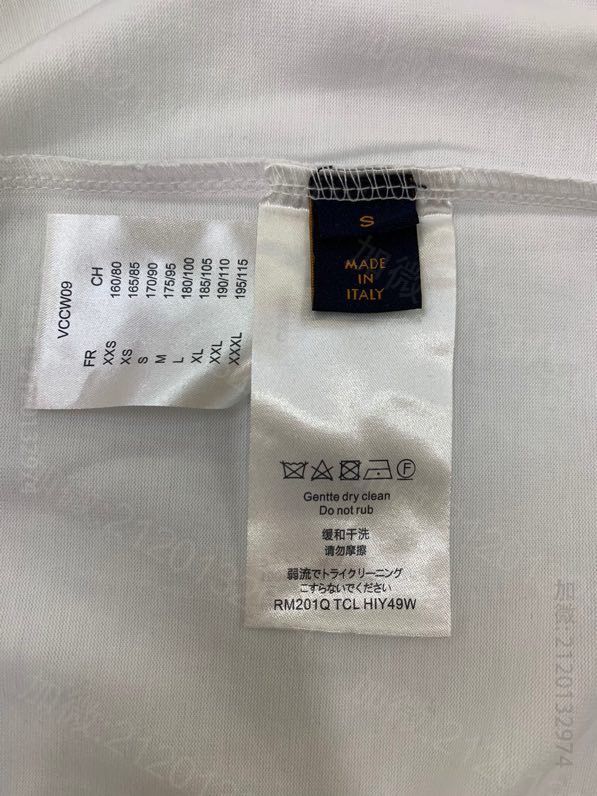 VCCW09
FR CH
XXS 160/80
XS 165/85
S 170/90
M 175/95
L 180/100
XL 185/105
XXL 190/110
XXXL 195/115
S
MADE
IN
ITALY
Gentte dry clean
Do not rub
缓和干洗
请勿摩擦
弱流でトライクリーニング
こすらないでください
RM201Q TCL HIY49W
2120132974